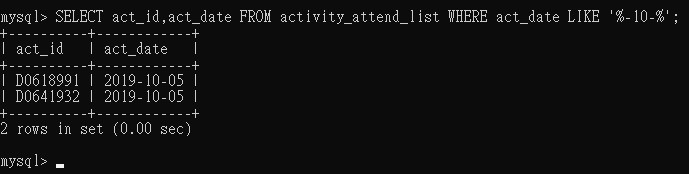 mysql> SELECT act_id,act_date FROM activity_attend_list WHERE act_date LIKE '%-10-%';
+----------+------------+
| act_id   | act_date   |
+----------+------------+
| D0618991 | 2019-10-05 |
| D0641932 | 2019-10-05 |
+----------+------------+
2 rows in set (0.00 sec)
mysql> _